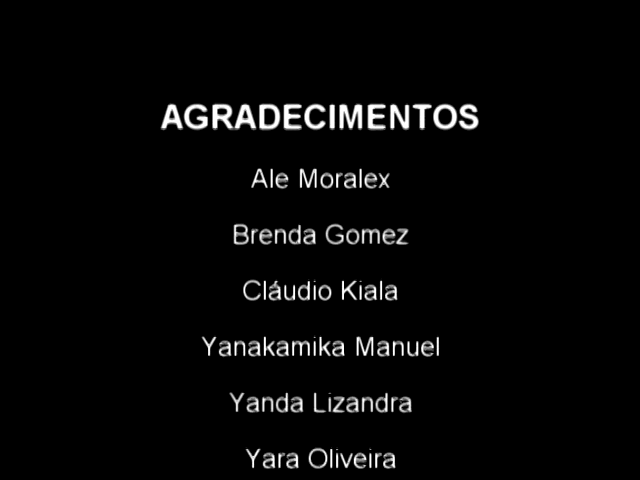 AGRADECIMENTOS
Ale Moralex
Brenda Gomez
Cláudio Kiala
Yanakamika Manuel
Yanda Lizandra
Yara Oliveira